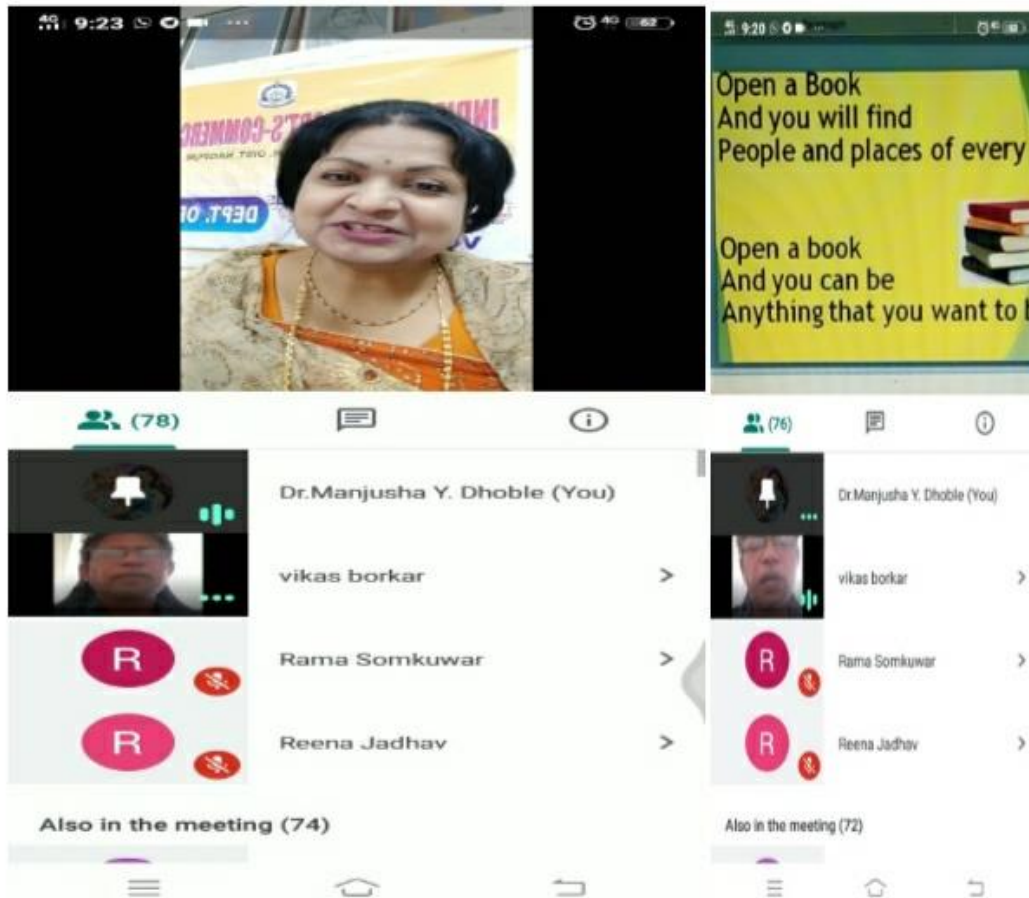 4G 9:23
4G 62
(78)
Dr.Manjusha Y. Dhoble (You)
vikas borkar
R
Rama Somkuwar
R
Reena Jadhav
Also in the meeting (74)
9:20
Open a Book
And you will find
People and places of every
Open a book
And you can be
Anything that you want to
(76)
Dr.Manjusha Y. Dhoble (You)
vikas borkar
R
Rama Somkuwar
R
Reena Jadhav
Also in the meeting (72)